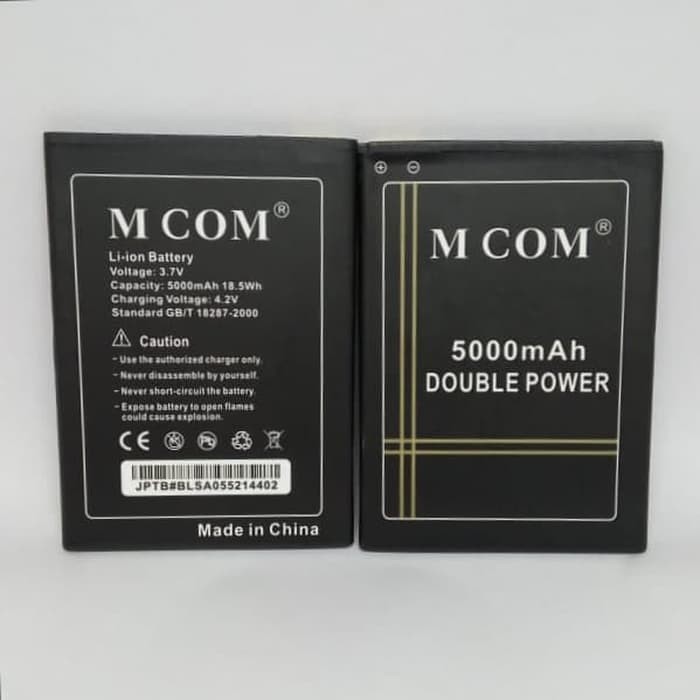 M COM®
Li-ion Battery
Voltage: 3.7V
Capacity: 5000mAh 18.5Wh
Charging Voltage: 4.2V
Standard GB/T 18287-2000
Caution
- Use the authorized charger only.
- Never disassemble by yourself.
- Never short-circuit the battery.
- Expose battery to open flames
could cause explosion.
CE
Pb
JPTB#BLSA055214402
Made in China
+ -
M COM®
5000mAh
DOUBLE POWER